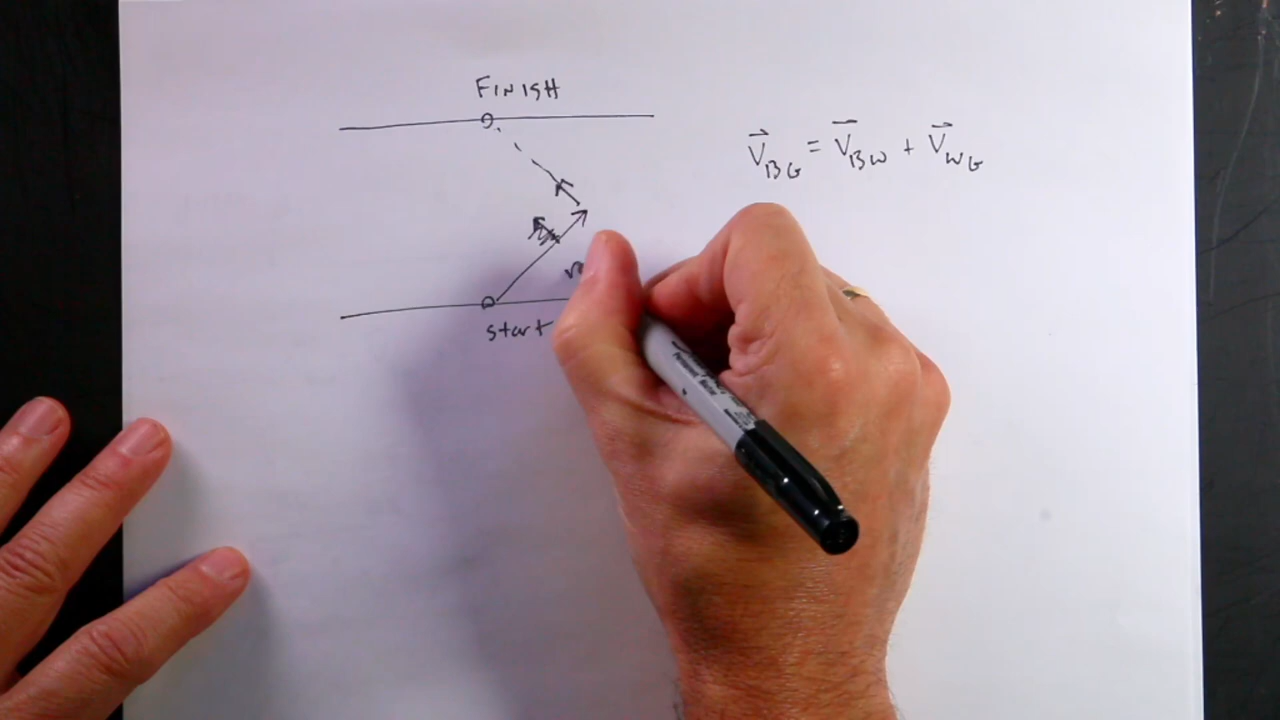 FINISH
V⃗BG = V⃗BW + V⃗WG
start